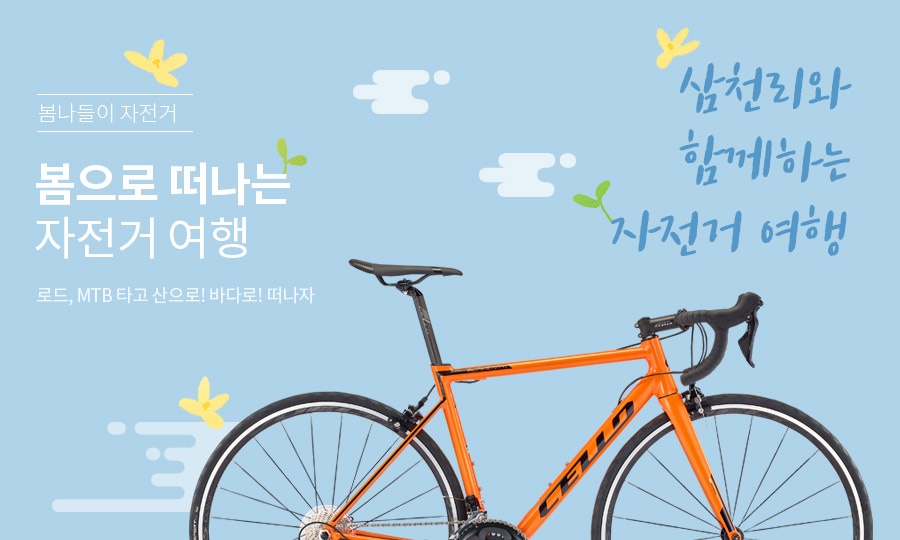 봄나들이 자전거
봄으로 떠나는
자전거 여행
로드, MTB 타고 산으로! 바다로! 떠나자
삼천리와
함께하는
자전거 여행
CELLO